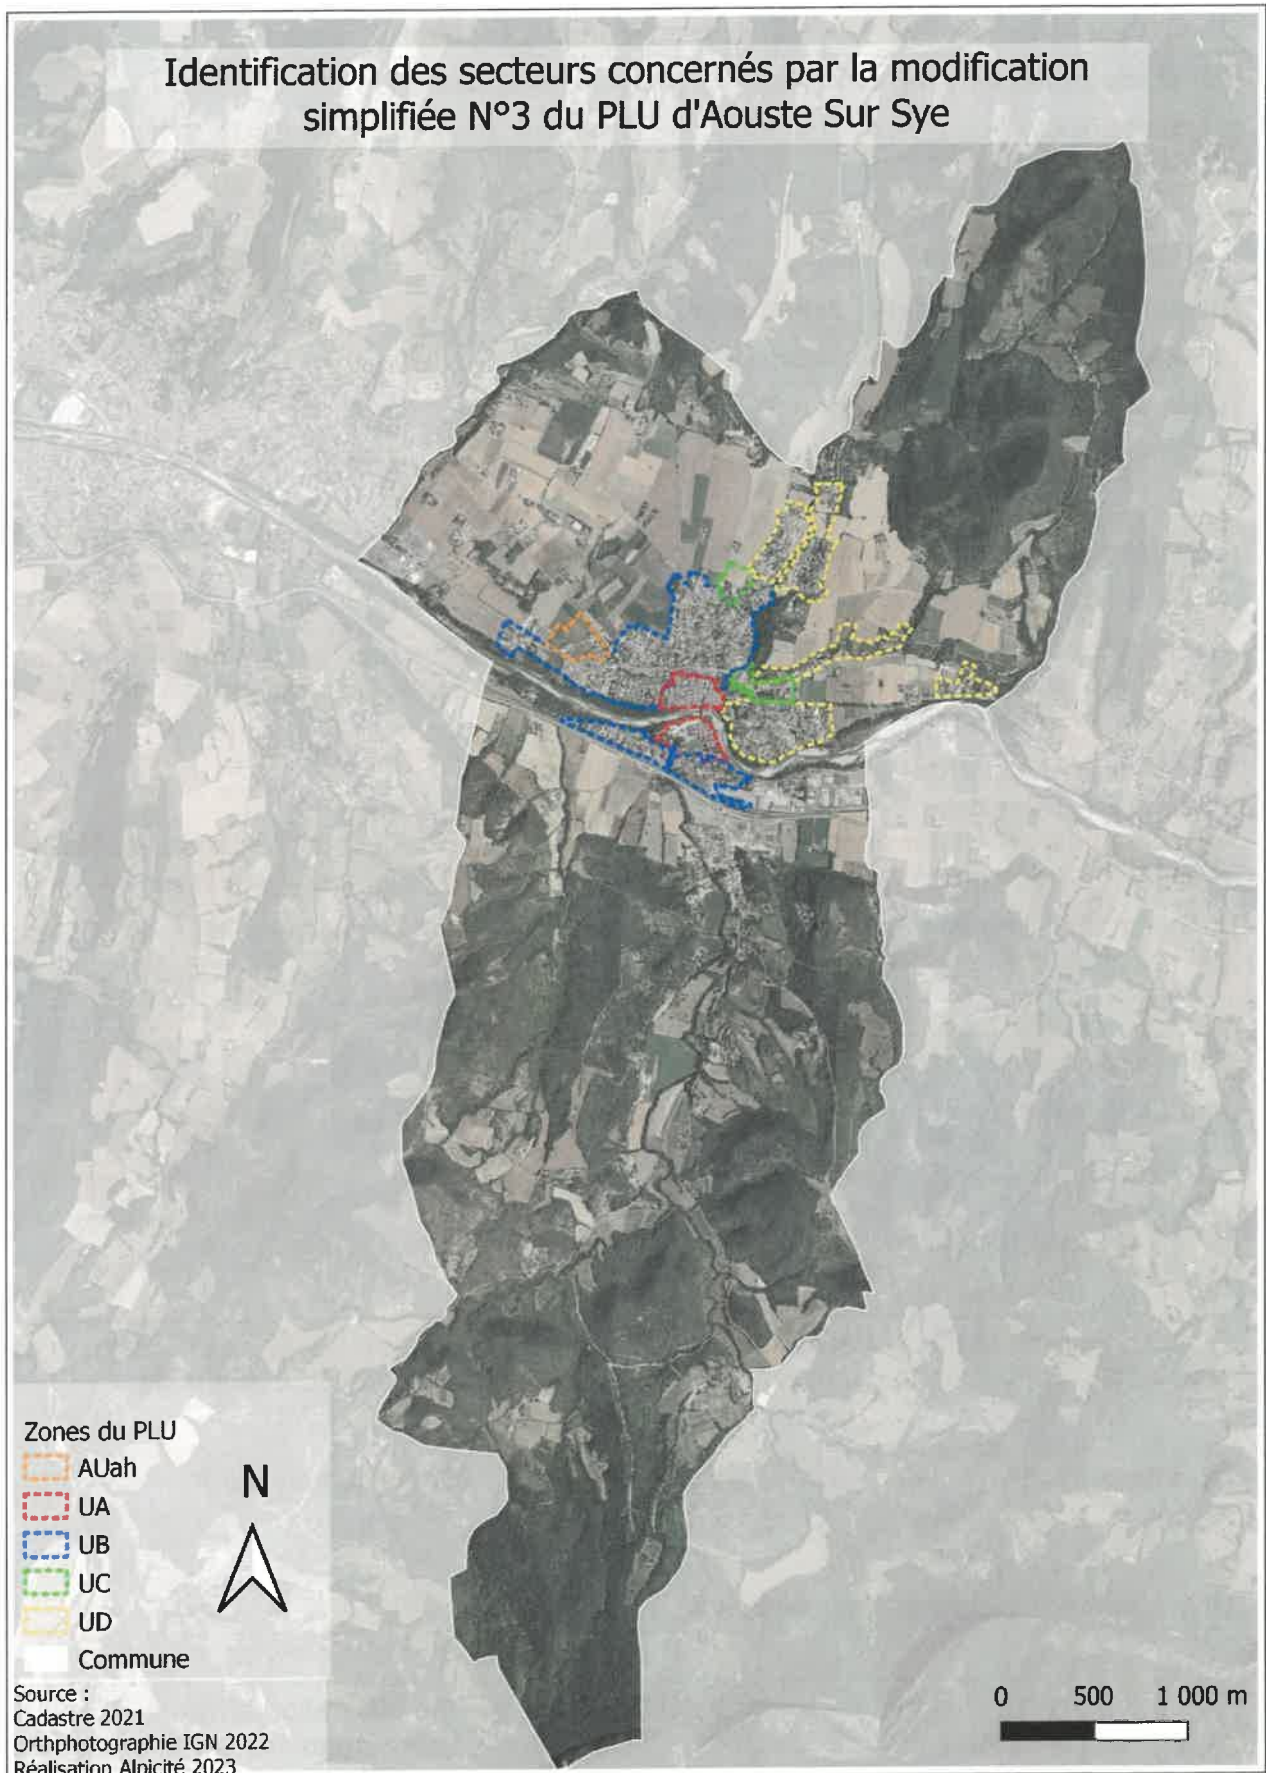 Identification des secteurs concernés par la modification
simplifiée N°3 du PLU d'Aouste Sur Sye
Zones du PLU
AUah
UA
UB
UC
UD
Commune
N
Source :
Cadastre 2021
Orthphotographie IGN 2022
Réalisation Alpicité 2023
0 500 1 000 m